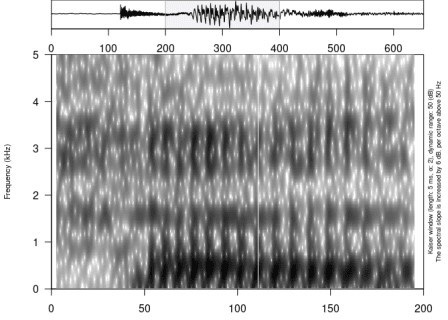 0 100 200 300 400 500 600
5
4
3
2
1
0
Frequency (kHz)
0 50 100 150 200
Kaiser window (length: 5 ms, α: 2), dynamic range: 50 (dB)
The spectral slope is increased by 6 dB, per octave above 50 Hz